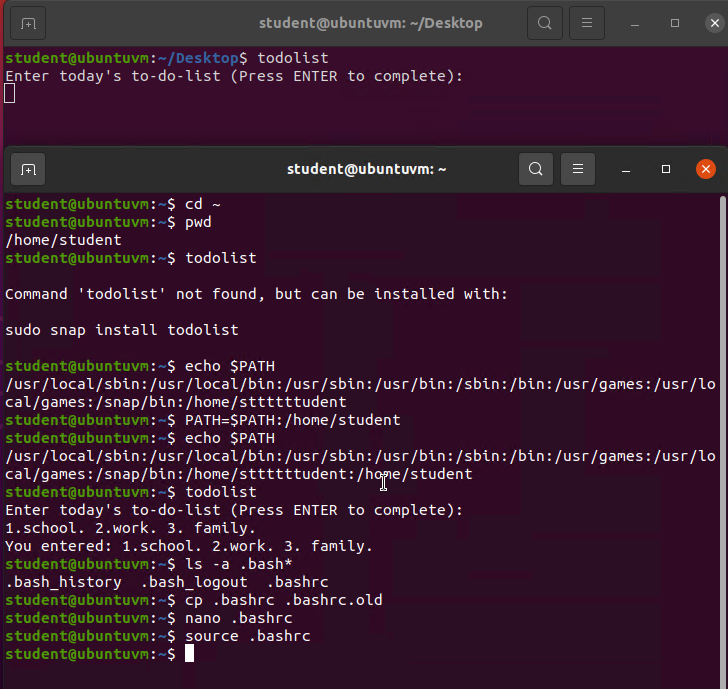 student@ubuntuvm: ~/Desktop
student@ubuntuvm:~/Desktop$ todolist
Enter today's to-do-list (Press ENTER to complete):
student@ubuntuvm: ~
student@ubuntuvm:~$ cd ~
student@ubuntuvm:~$ pwd
/home/student
student@ubuntuvm:~$ todolist
Command 'todolist' not found, but can be installed with:
sudo snap install todolist
student@ubuntuvm:~$ echo $PATH
/usr/local/sbin:/usr/local/bin:/usr/sbin:/usr/bin:/sbin:/bin:/usr/games:/usr/lo
cal/games:/snap/bin:/home/sttttttudent
student@ubuntuvm:~$ PATH=$PATH:/home/student
student@ubuntuvm:~$ echo $PATH
/usr/local/sbin:/usr/local/bin:/usr/sbin:/usr/bin:/sbin:/bin:/usr/games:/usr/lo
cal/games:/snap/bin:/home/sttttttudent:/home/student
student@ubuntuvm:~$ todolist
Enter today's to-do-list (Press ENTER to complete):
1.school. 2.work. 3. family.
You entered: 1.school. 2.work. 3. family.
student@ubuntuvm:~$ ls -a .bash*
.bash_history  .bash_logout  .bashrc
student@ubuntuvm:~$ cp .bashrc .bashrc.old
student@ubuntuvm:~$ nano .bashrc
student@ubuntuvm:~$ source .bashrc
student@ubuntuvm:~$